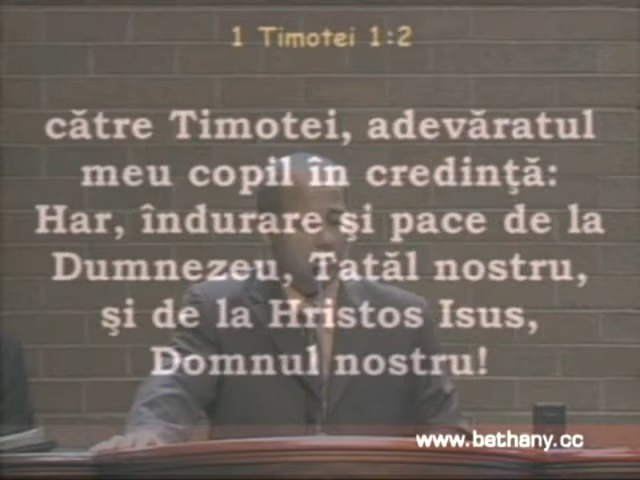 1 Timotei 1:2
către Timotei, adevăratul
meu copil în credinţă:
Har, îndurare şi pace de la
Dumnezeu, Tatăl nostru,
şi de la Hristos Isus,
Domnul nostru!
www.bethany.cc